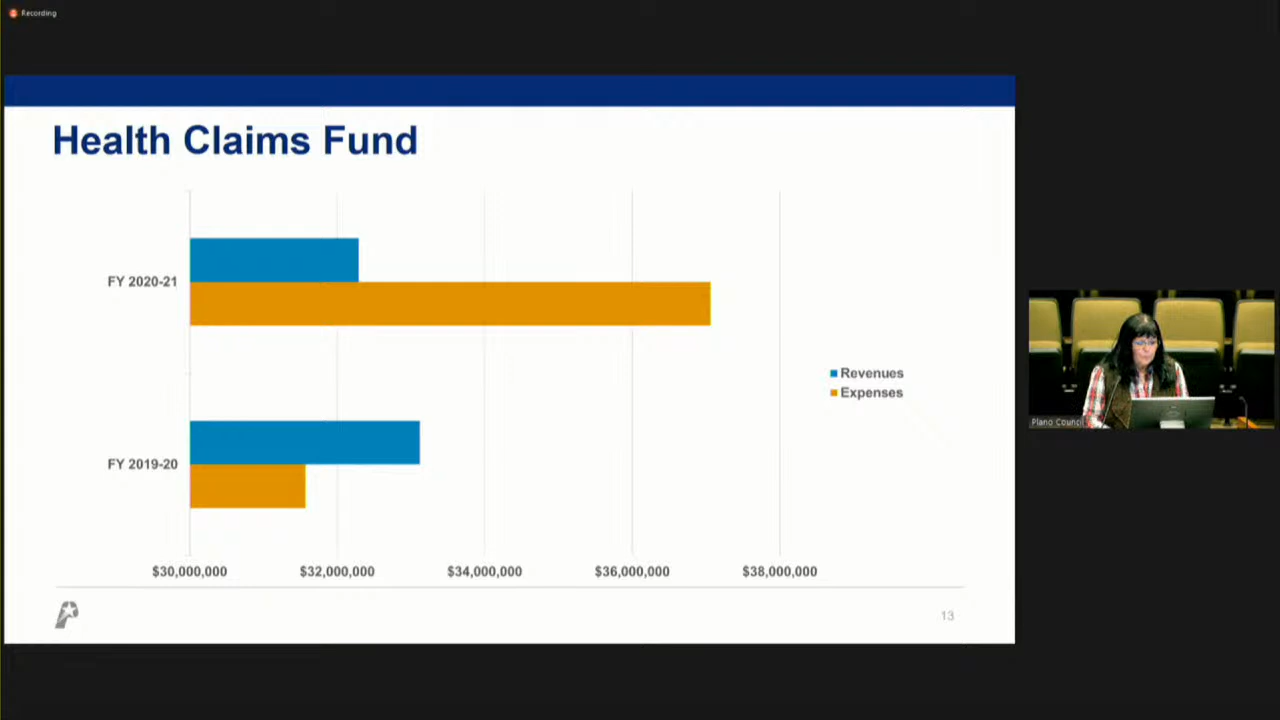 Recording
Health Claims Fund
FY 2020-21
Revenues
Expenses
FY 2019-20
$30,000,000 $32,000,000 $34,000,000 $36,000,000 $38,000,000
13
Plano Council